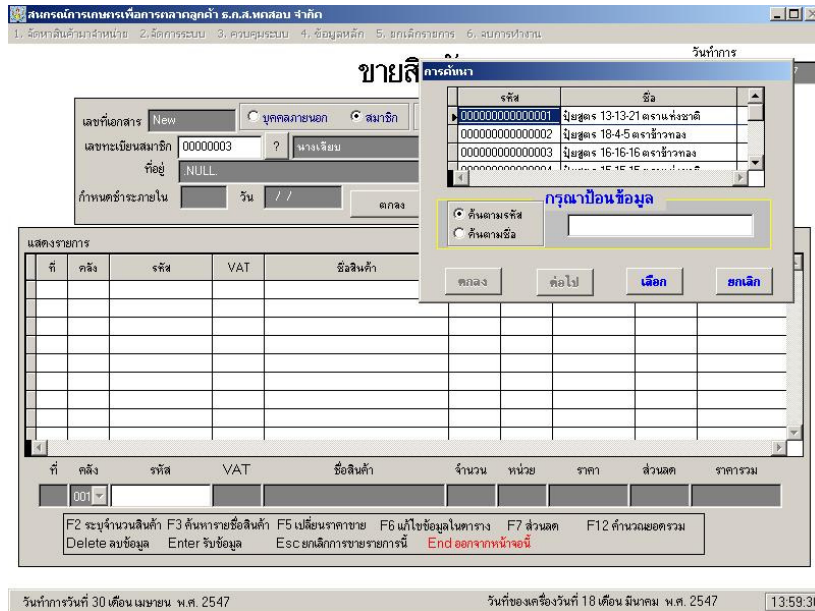 สหกรณ์การเกษตรเพื่อการตลาดลูกค้า ธ.ก.ส.ทดสอบ จำกัด
1. จัดหาสินค้ามาจำหน่าย 2.จัดการระบบ 3. ควบคุมระบบ 4. ข้อมูลหลัก 5. ยกเลิกรายการ 6. จบการทำงาน
วันทำการ
ขายสิ
การค้นหา
รหัส ชื่อ
00000000000001 ปุ๋ยสูตร 13-13-21 ตราแห่งชาติ
00000000000002 ปุ๋ยสูตร 18-4-5 ตราข้าวทอง
00000000000003 ปุ๋ยสูตร 16-16-16 ตราข้าวทอง
เลขที่เอกสาร New บุคคลภายนอก สมาชิก
เลขทะเบียนสมาชิก 00000003 ? นางเลียบ
ที่อยู่ .NULL.
กำหนดชำระภายใน วัน / / ตกลง
กรุณาป้อนข้อมูล
ค้นตามรหัส
ค้นตามชื่อ
ตกลง ต่อไป เลือก ยกเลิก
แสดงรายการ
ที่ คลัง รหัส VAT ชื่อสินค้า
ที่ คลัง รหัส VAT ชื่อสินค้า จำนวน หน่วย ราคา ส่วนลด ราคารวม
001
F2 ระบุจำนวนสินค้า F3 ค้นหารายชื่อสินค้า F5 เปลี่ยนราคาขาย F6 แก้ไขข้อมูลในตาราง F7 ส่วนลด F12 คำนวณยอดรวม
Delete ลบข้อมูล Enter รับข้อมูล Esc ยกเลิกการขายรายการนี้ End ออกจากหน้าจอนี้
วันทำการวันที่ 30 เดือน เมษายน พ.ศ. 2547 วันที่ของเครื่องวันที่ 18 เดือน มีนาคม พ.ศ. 2547 13:59:3